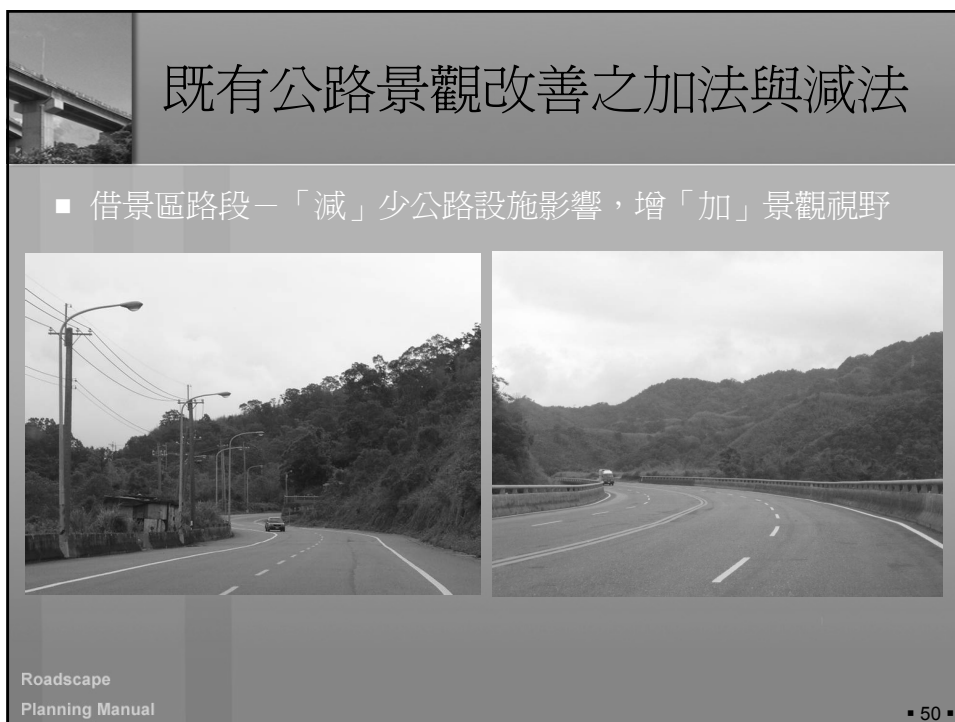 既有公路景觀改善之加法與減法
■ 借景區路段－「減」少公路設施影響，增「加」景觀視野
Roadscape
Planning Manual
▪ 50 ▪